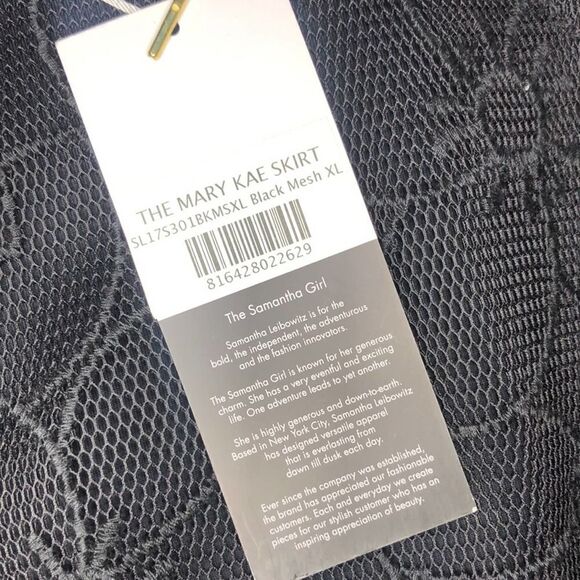 THE MARY KAE SKIRT
SL17S301BKMSXL Black Mesh XL
816428022629
The Samantha Girl
Samantha Leibowitz is for the
bold, the independent, the adventurous
and the fashion innovators.
The Samantha Girl is known for her generous
charm. She has a very eventful and exciting
life. One adventure leads to yet another.
She is highly generous and down-to-earth.
Based in New York City, Samantha Leibowitz
has designed versatile apparel
that is everlasting from
dawn till dusk each day.
Ever since the company was established,
the brand has appreciated our fashionable
customers. Each and everyday we create
pieces for our stylish customer who has an
inspiring appreciation of beauty.